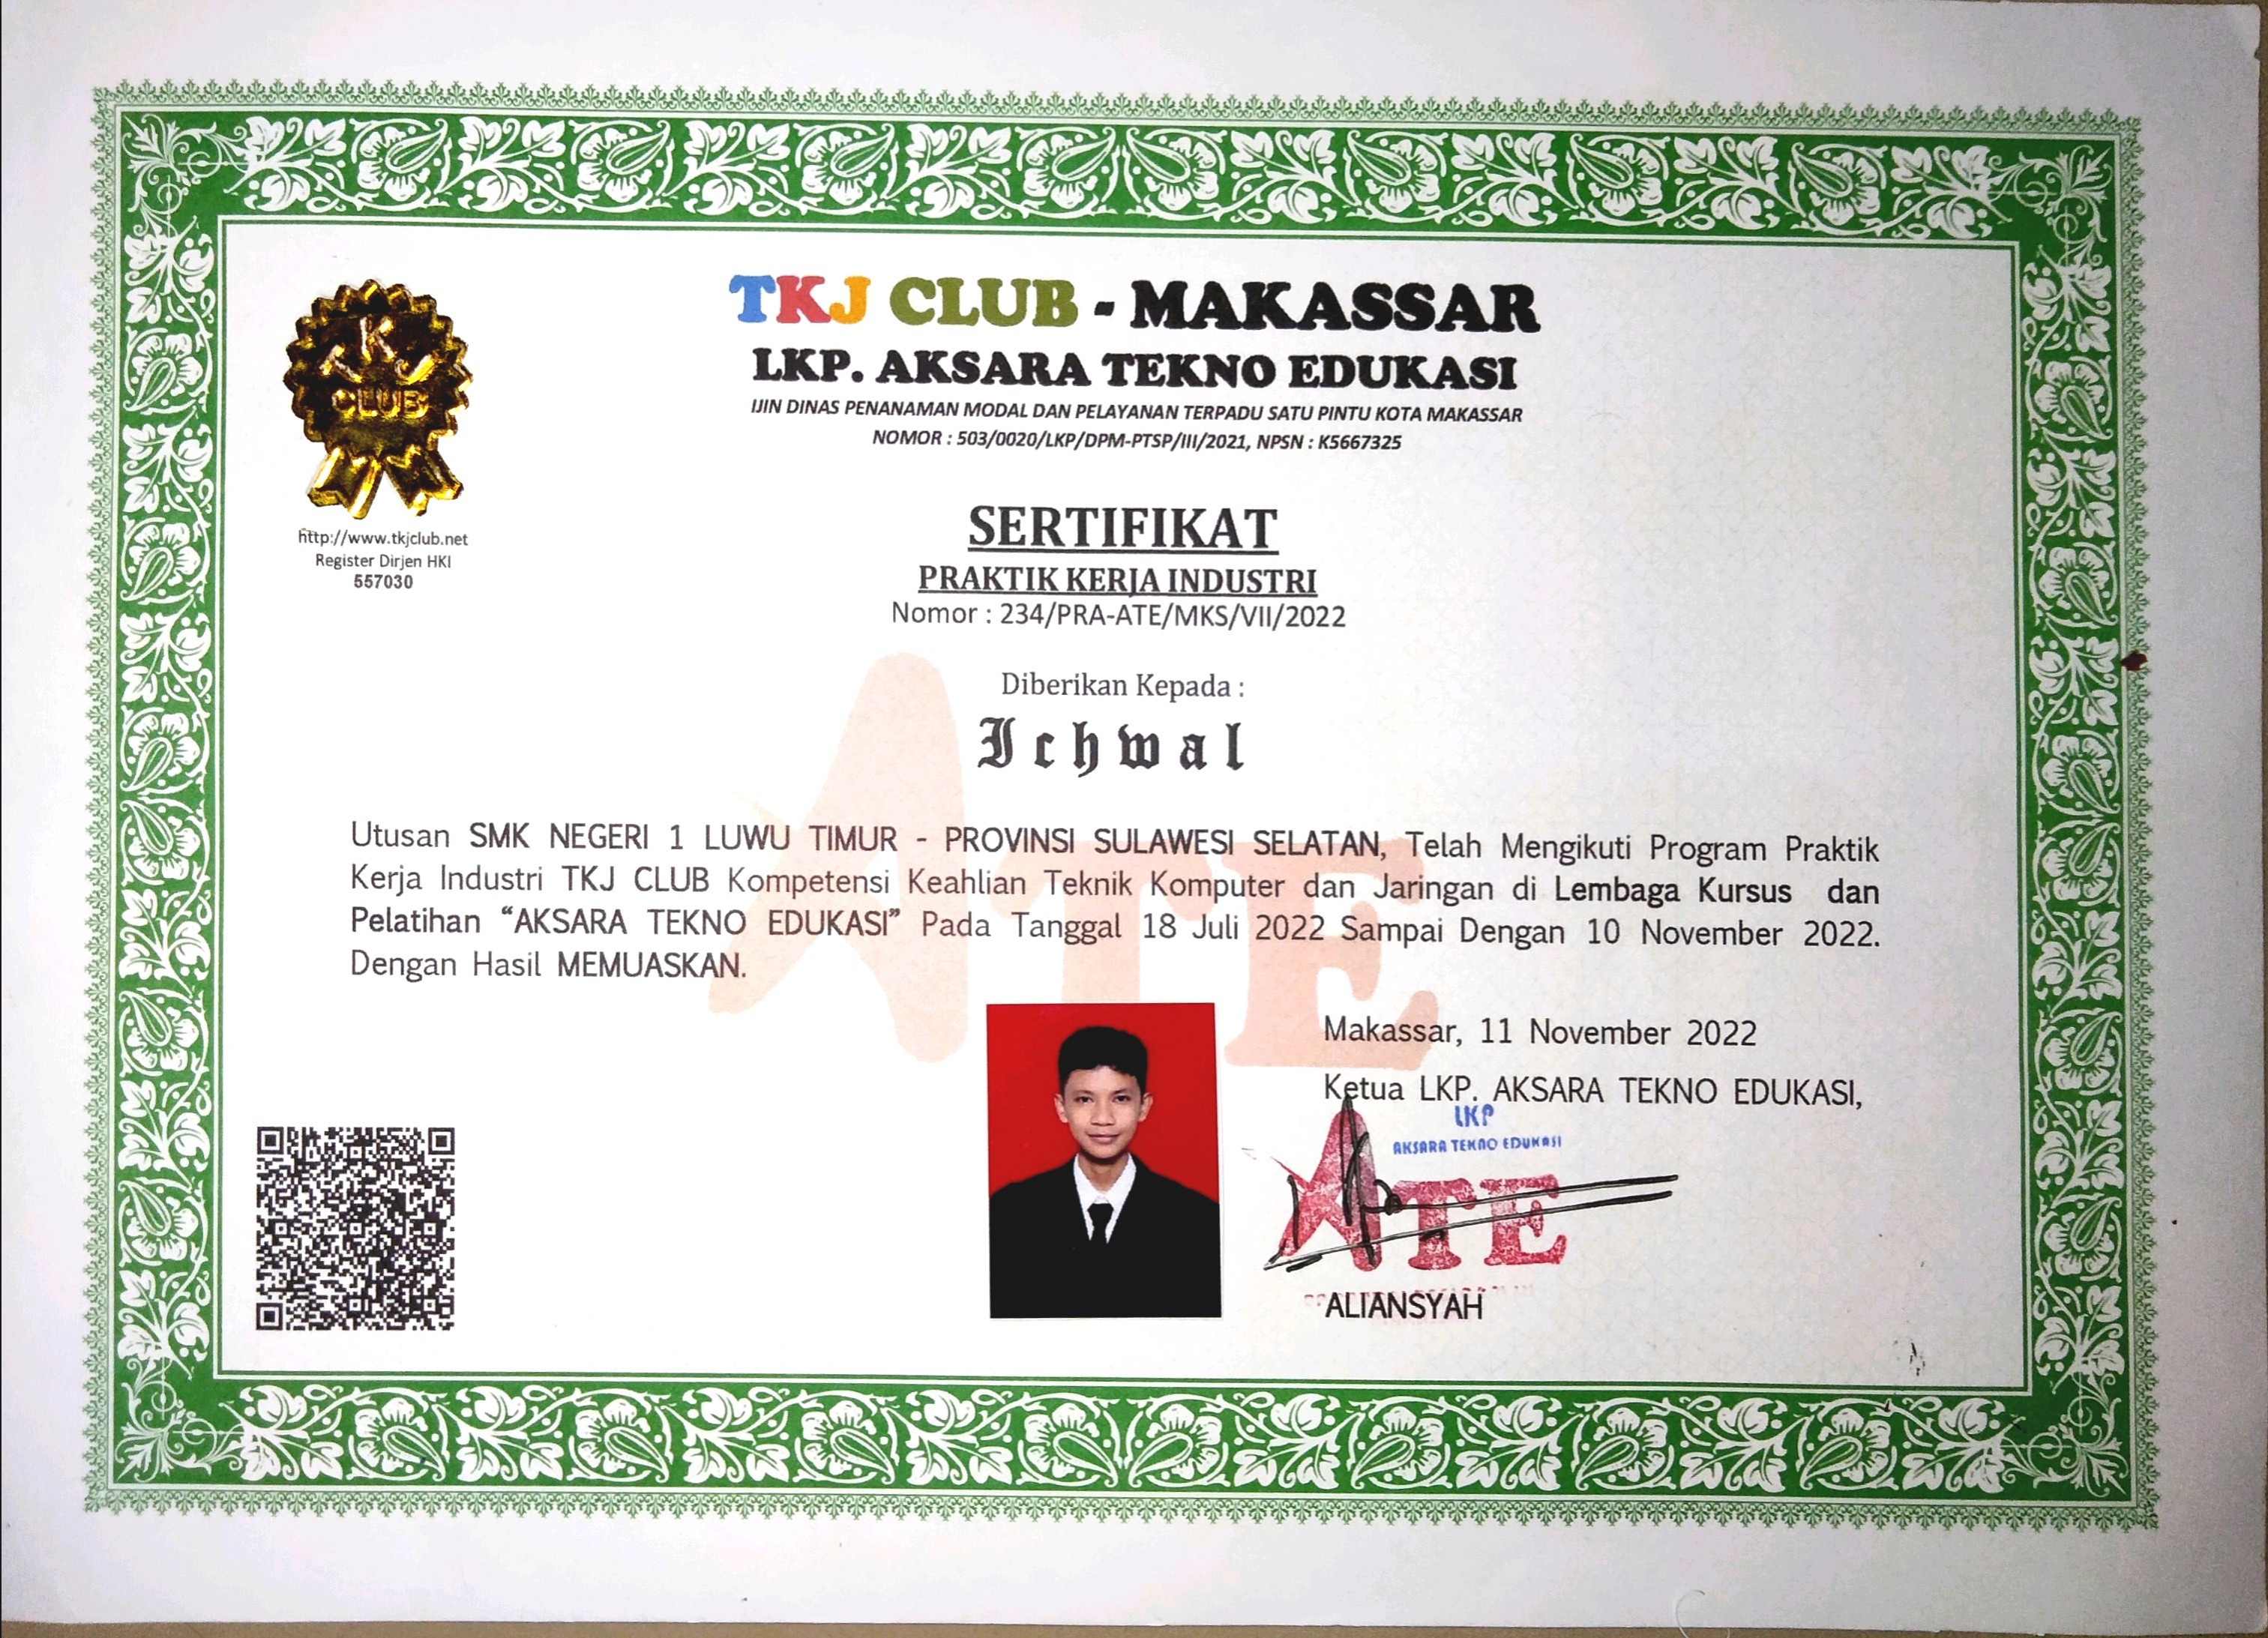 TKJ CLUB - MAKASSAR
LKP. AKSARA TEKNO EDUKASI
IJIN DINAS PENANAMAN MODAL DAN PELAYANAN TERPADU SATU PINTU KOTA MAKASSAR
NOMOR : 503/0020/LKP/DPM-PTSP/III/2021, NPSN : K5667325
T K J
CLUB
http://www.tkjclub.net
Register Dirjen HKI
557030
SERTIFIKAT
PRAKTIK KERJA INDUSTRI
Nomor : 234/PRA-ATE/MKS/VII/2022
Diberikan Kepada :
Ichwal
Utusan SMK NEGERI 1 LUWU TIMUR - PROVINSI SULAWESI SELATAN, Telah Mengikuti Program Praktik
Kerja Industri TKJ CLUB Kompetensi Keahlian Teknik Komputer dan Jaringan di Lembaga Kursus dan
Pelatihan “AKSARA TEKNO EDUKASI” Pada Tanggal 18 Juli 2022 Sampai Dengan 10 November 2022.
Dengan Hasil MEMUASKAN.
ATE
Makassar, 11 November 2022
Ketua LKP. AKSARA TEKNO EDUKASI,
LKP
AKSARA TEKNO EDUKASI
ATE
ALIANSYAH